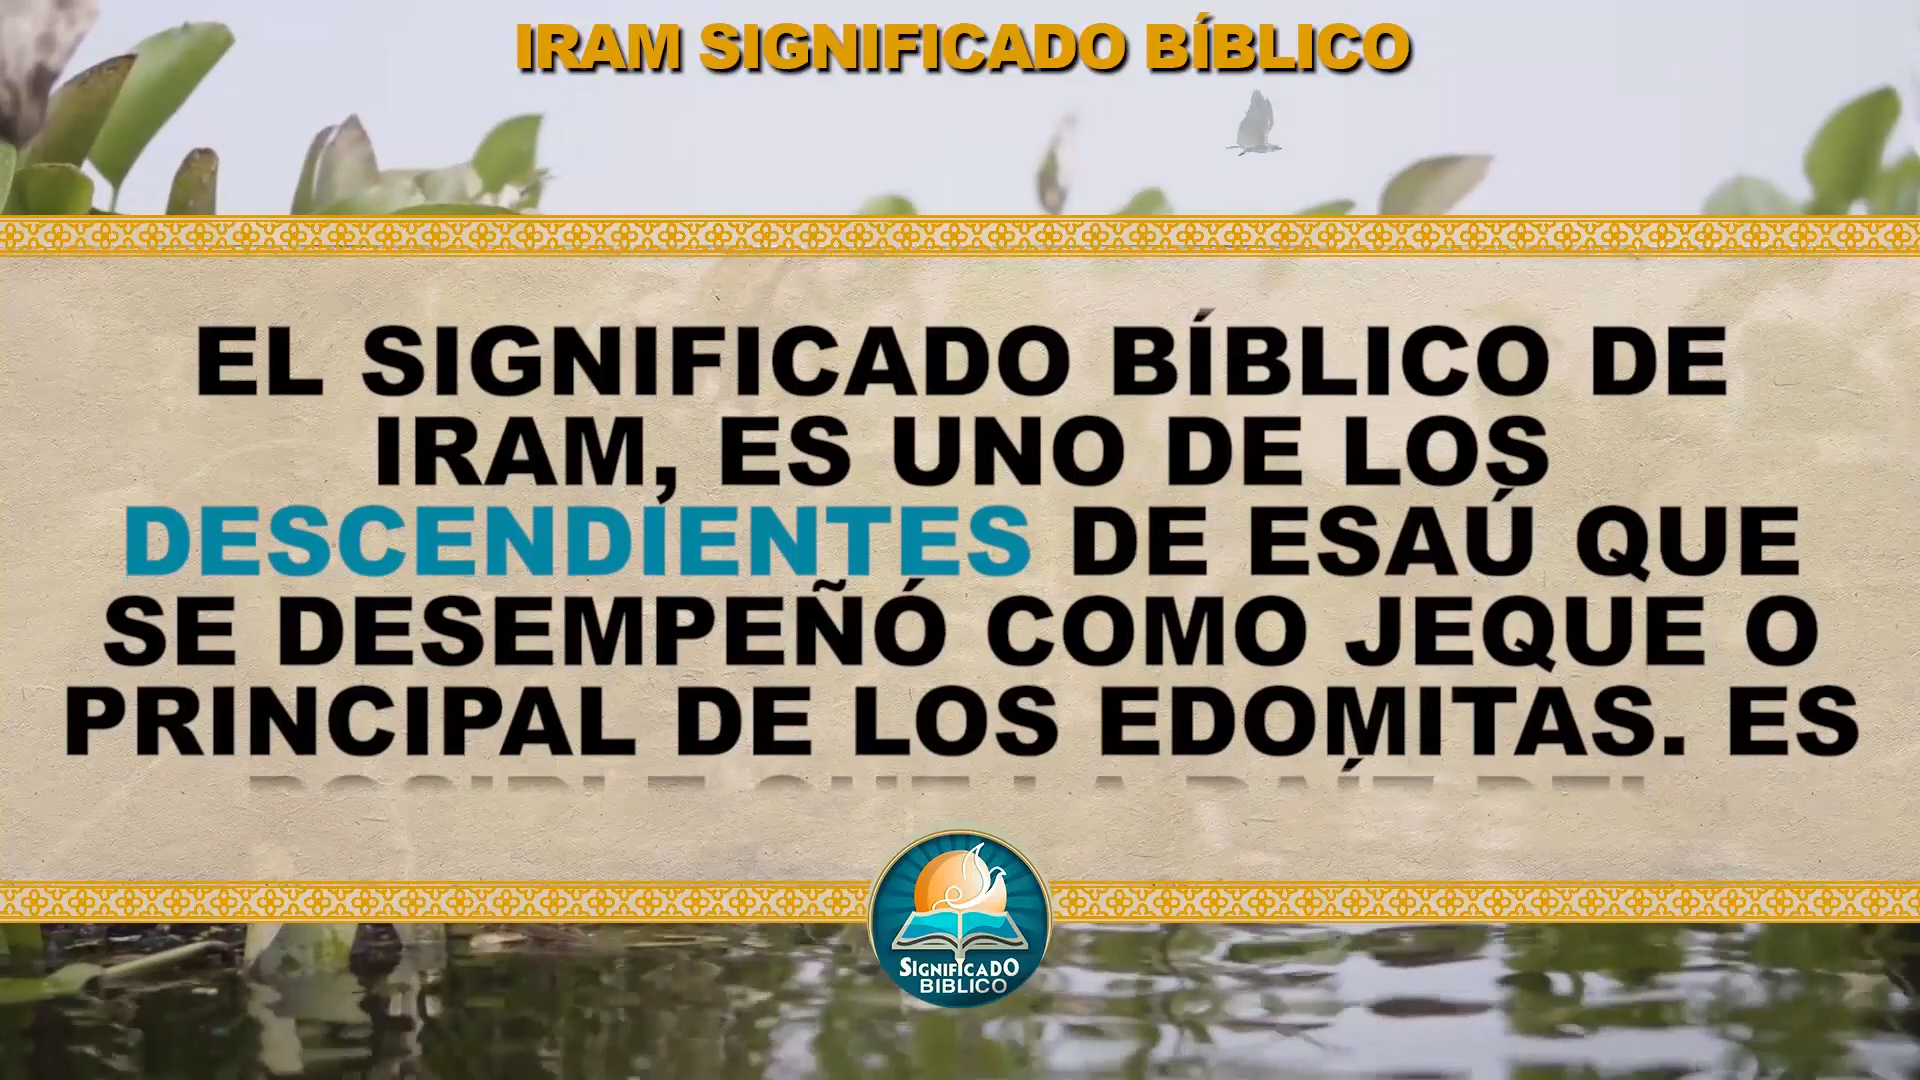 IRAM SIGNIFICADO BÍBLICO
EL SIGNIFICADO BÍBLICO DE
IRAM, ES UNO DE LOS
DESCENDIENTES DE ESAÚ QUE
SE DESEMPEÑÓ COMO JEQUE O
PRINCIPAL DE LOS EDOMITAS. ES
SIGNIFICADO
BIBLICO